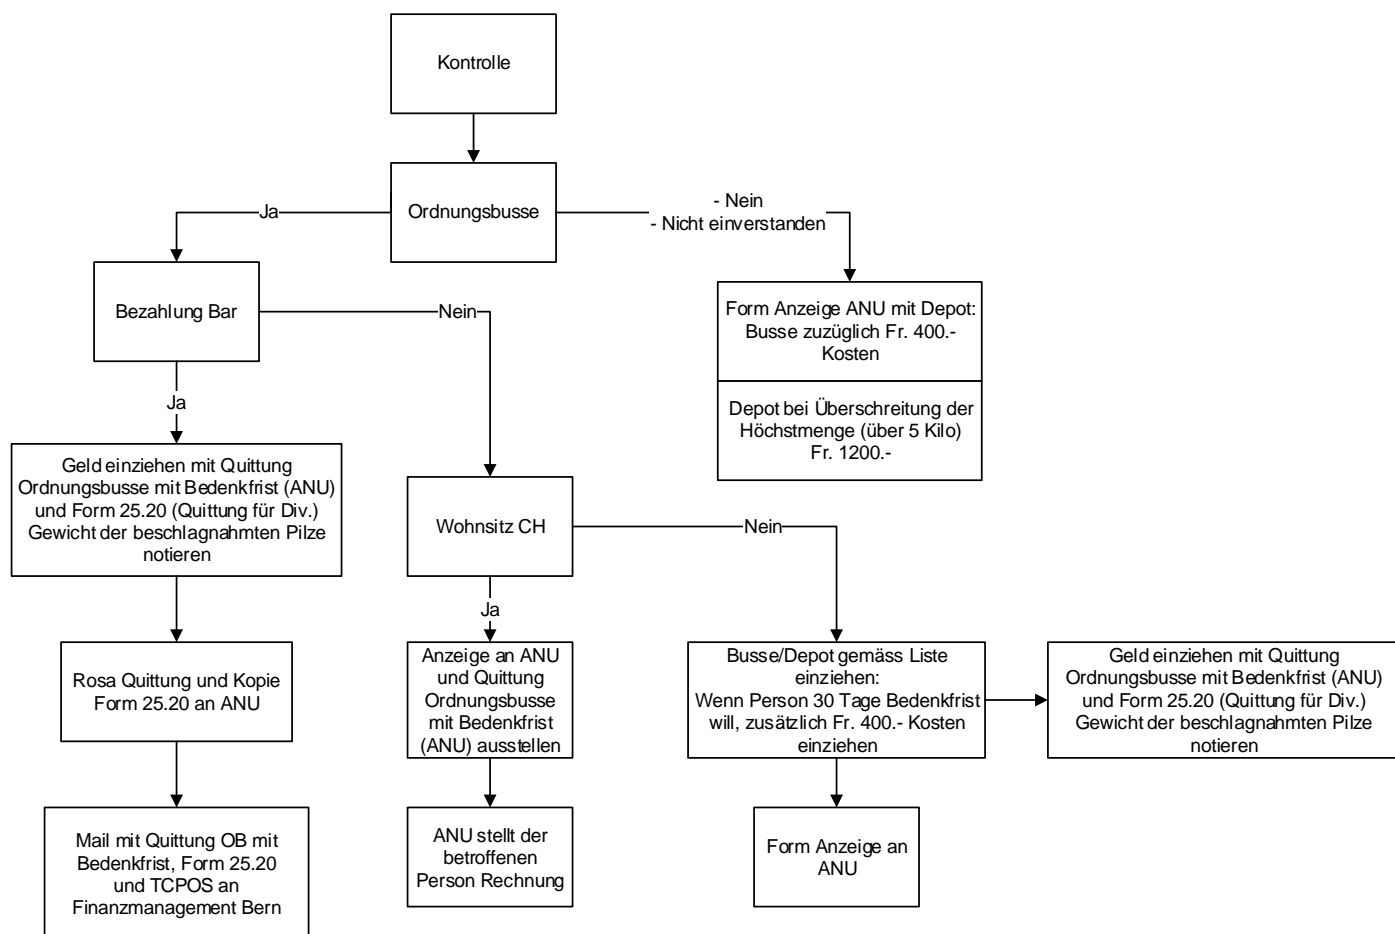 Kontrolle
Ordnungsbusse
Ja
- Nein
- Nicht einverstanden
Bezahlung Bar
Nein
Form Anzeige ANU mit Depot:
Busse zuzüglich Fr. 400.-
Kosten
Depot bei Überschreitung der
Höchstmenge (über 5 Kilo)
Fr. 1200.-
Ja
Geld einziehen mit Quittung
Ordnungsbusse mit Bedenkfrist (ANU)
und Form 25.20 (Quittung für Div.)
Gewicht der beschlagnahmten Pilze
notieren
Wohnsitz CH
Nein
Ja
Rosa Quittung und Kopie
Form 25.20 an ANU
Anzeige an ANU
und Quittung
Ordnungsbusse
mit Bedenkfrist
(ANU) ausstellen
Busse/Depot gemäss Liste
einziehen:
Wenn Person 30 Tage Bedenkfrist
will, zusätzlich Fr. 400.- Kosten
einziehen
Geld einziehen mit Quittung
Ordnungsbusse mit Bedenkfrist (ANU)
und Form 25.20 (Quittung für Div.)
Gewicht der beschlagnahmten Pilze
notieren
Mail mit Quittung OB mit
Bedenkfrist, Form 25.20
und TCPOS an
Finanzmanagement Bern
ANU stellt der
betroffenen
Person Rechnung
Form Anzeige an
ANU